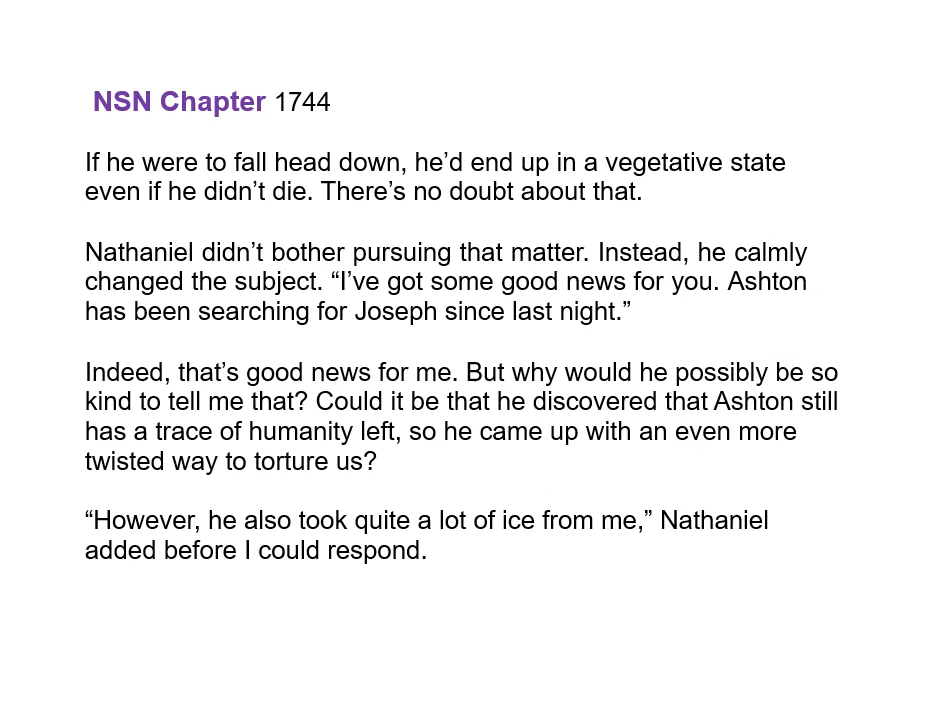 NSN Chapter 1744
If he were to fall head down, he’d end up in a vegetative state
even if he didn’t die. There’s no doubt about that.
Nathaniel didn’t bother pursuing that matter. Instead, he calmly
changed the subject. “I’ve got some good news for you. Ashton
has been searching for Joseph since last night.”
Indeed, that’s good news for me. But why would he possibly be so
kind to tell me that? Could it be that he discovered that Ashton still
has a trace of humanity left, so he came up with an even more
twisted way to torture us?
“However, he also took quite a lot of ice from me,” Nathaniel
added before I could respond.